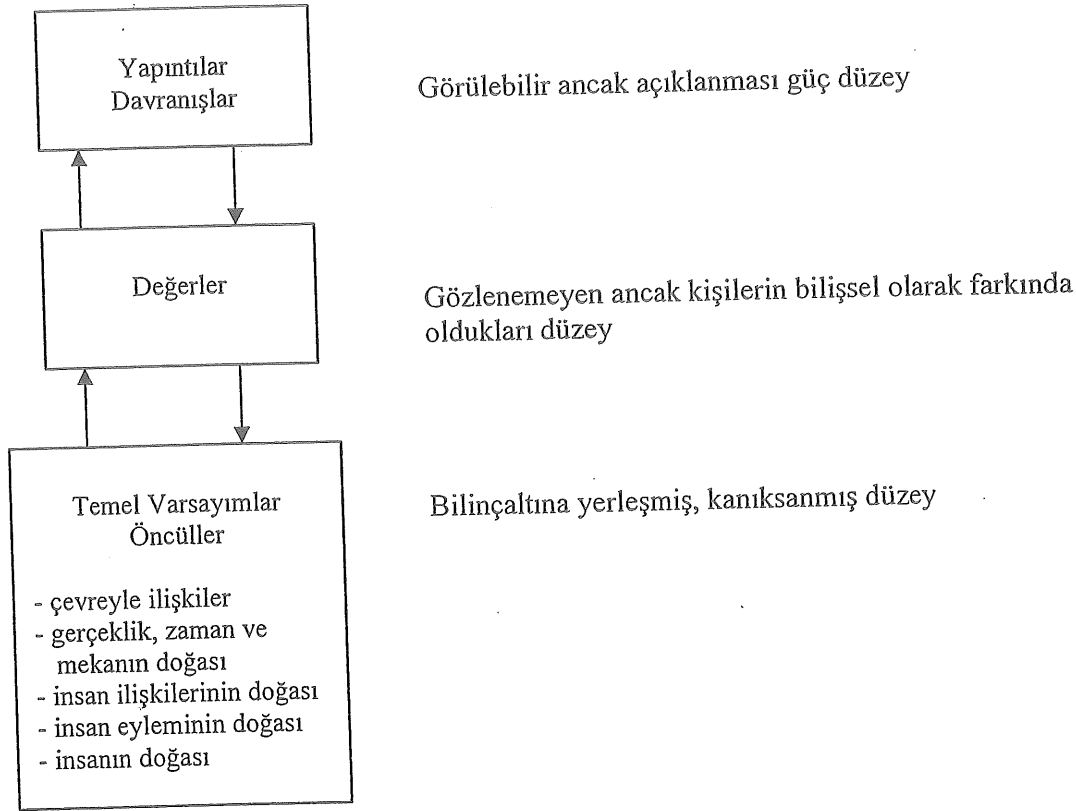 Yapıntılar
Davranışlar
Görülebilir ancak açıklanması güç düzey
Değerler
Gözlenemeyen ancak kişilerin bilişsel olarak farkında
oldukları düzey
Temel Varsayımlar
Öncüller
Bilinçaltına yerleşmiş, kanıksanmış düzey
- çevreyle ilişkiler
- gerçeklik, zaman ve
mekanın doğası
- insan ilişkilerinin doğası
- insan eyleminin doğası
- insanın doğası